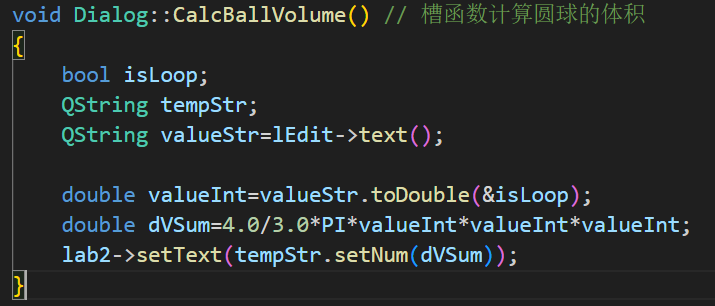 void Dialog::CalcBallVolume() // 槽函数计算圆球的体积
{
    bool isLoop;
    QString tempStr;
    QString valueStr=lEdit->text();

    double valueInt=valueStr.toDouble(&isLoop);
    double dVSum=4.0/3.0*PI*valueInt*valueInt*valueInt;
    lab2->setText(tempStr.setNum(dVSum));
}